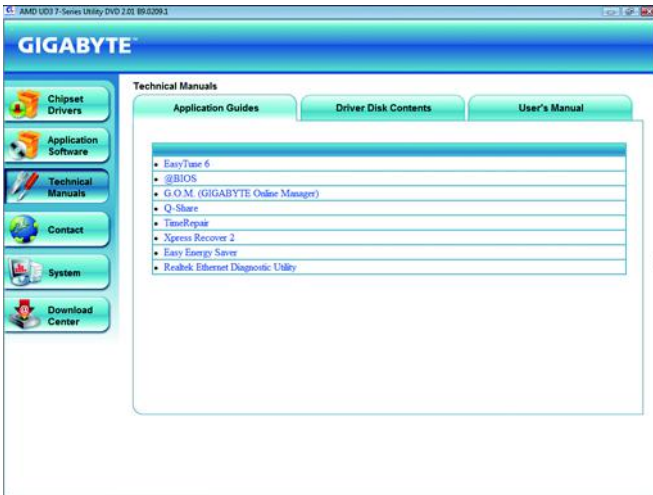 AMD UD3 7-Series Utility DVD 2.01 B9.0209.1
GIGABYTE
Chipset
Drivers
Application
Software
Technical
Manuals
Contact
System
Download
Center
Technical Manuals
Application Guides
Driver Disk Contents
User's Manual
EasyTune 6
@BIOS
G.O.M. (GIGABYTE Online Manager)
Q-Share
TimeRepair
Xpress Recover 2
Easy Energy Saver
Realtek Ethernet Diagnostic Utility